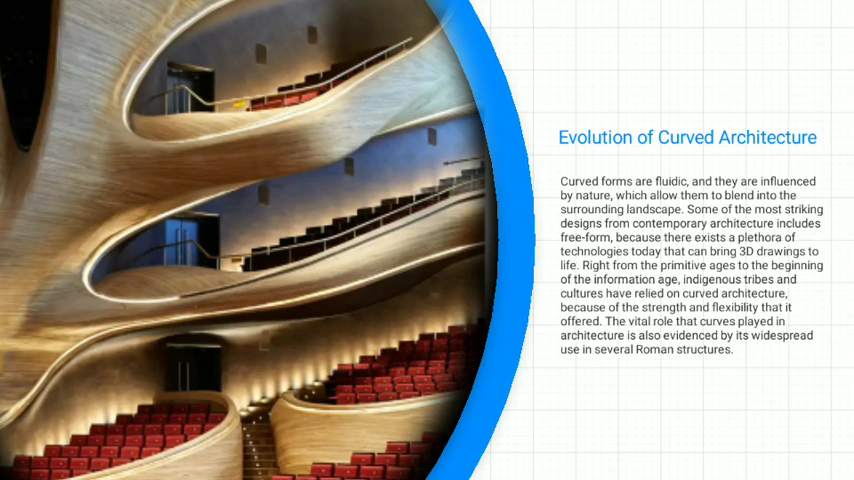 Evolution of Curved Architecture
Curved forms are fluidic, and they are influenced
by nature, which allow them to blend into the
surrounding landscape. Some of the most striking
designs from contemporary architecture includes
free-form, because there exists a plethora of
technologies today that can bring 3D drawings to
life. Right from the primitive ages to the beginning
of the information age, indigenous tribes and
cultures have relied on curved architecture,
because of the strength and flexibility that it
offered. The vital role that curves played in
architecture is also evidenced by its widespread
use in several Roman structures.